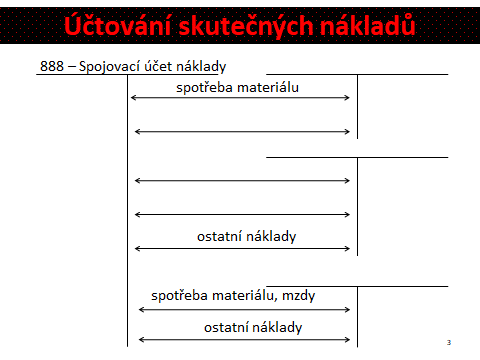 Účtování skutečných nákladů
888 – Spojovací účet náklady
spotřeba materiálu
ostatní náklady
spotřeba materiálu, mzdy
ostatní náklady
3